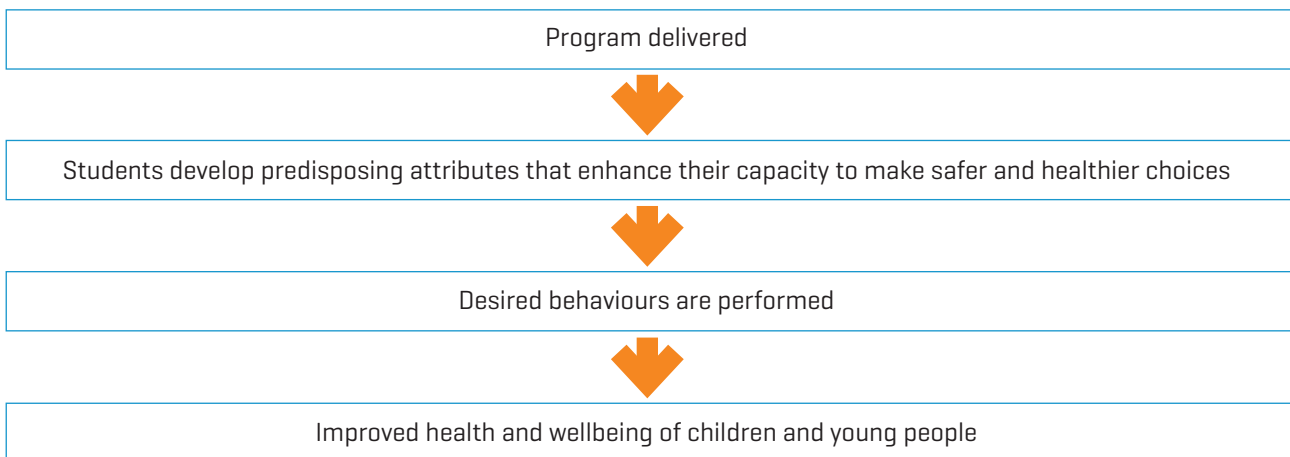 Program delivered
Students develop predisposing attributes that enhance their capacity to make safer and healthier choices
Desired behaviours are performed
Improved health and wellbeing of children and young people